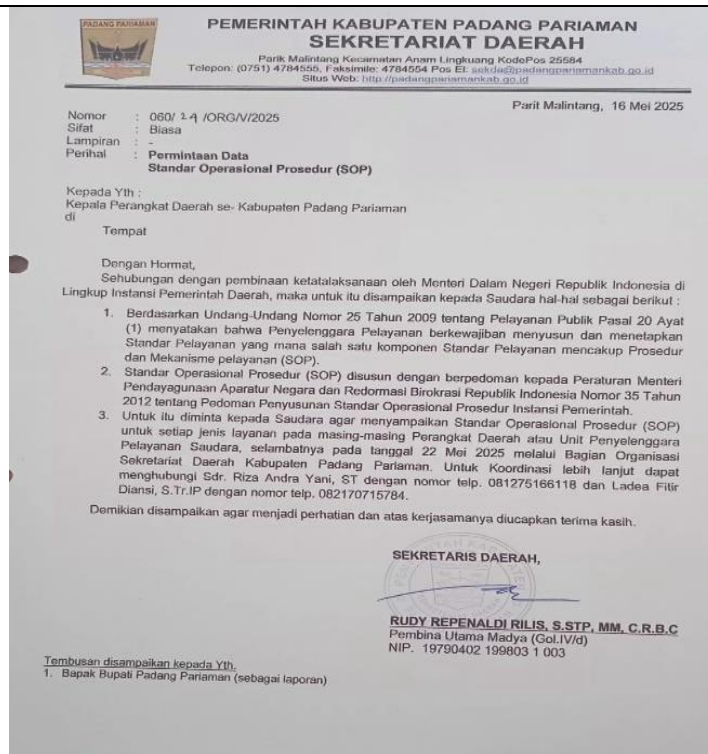 PADANG PARIAMAN
PEMERINTAH KABUPATEN PADANG PARIAMAN
SEKRETARIAT DAERAH
Parik Malintang Kecamatan Anam Lingkuang KodePos 25584
Telepon: (0751) 4784555, Faksimile: 4784554 Pos El: sekda@padangpariamankab.go.id
Situs Web: http://padangpariamankab.go.id
Parit Malintang, 16 Mei 2025
Nomor : 060/ 29 /ORG/V/2025
Sifat : Biasa
Lampiran : -
Perihal : Permintaan Data
Standar Operasional Prosedur (SOP)
Kepada Yth :
Kepala Perangkat Daerah se- Kabupaten Padang Pariaman
di
Tempat
Dengan Hormat,
Sehubungan dengan pembinaan ketatalaksanaan oleh Menteri Dalam Negeri Republik Indonesia di
Lingkup Instansi Pemerintah Daerah, maka untuk itu disampaikan kepada Saudara hal-hal sebagai berikut :
1. Berdasarkan Undang-Undang Nomor 25 Tahun 2009 tentang Pelayanan Publik Pasal 20 Ayat
(1) menyatakan bahwa Penyelenggara Pelayanan berkewajiban menyusun dan menetapkan
Standar Pelayanan yang mana salah satu komponen Standar Pelayanan mencakup Prosedur
dan Mekanisme pelayanan (SOP).
2. Standar Operasional Prosedur (SOP) disusun dengan berpedoman kepada Peraturan Menteri
Pendayagunaan Aparatur Negara dan Redormasi Birokrasi Republik Indonesia Nomor 35 Tahun
2012 tentang Pedoman Penyusunan Standar Operasional Prosedur Instansi Pemerintah.
3. Untuk itu diminta kepada Saudara agar menyampaikan Standar Operasional Prosedur (SOP)
untuk setiap jenis layanan pada masing-masing Perangkat Daerah atau Unit Penyelenggara
Pelayanan Saudara, selambatnya pada tanggal 22 Mei 2025 melalui Bagian Organisasi
Sekretariat Daerah Kabupaten Padang Pariaman. Untuk Koordinasi lebih lanjut dapat
menghubungi Sdr. Riza Andra Yani, ST dengan nomor telp. 081275166118 dan Ladea Fitir
Diansi, S.Tr.IP dengan nomor telp. 082170715784.
Demikian disampaikan agar menjadi perhatian dan atas kerjasamanya diucapkan terima kasih.
SEKRETARIS DAERAH,
RUDY REPENALDI RILIS, S.STP, MM, C.R.B.C
Pembina Utama Madya (Gol.IV/d)
NIP. 19790402 199803 1 003
Tembusan disampaikan kepada Yth.
1. Bapak Bupati Padang Pariaman (sebagai laporan)